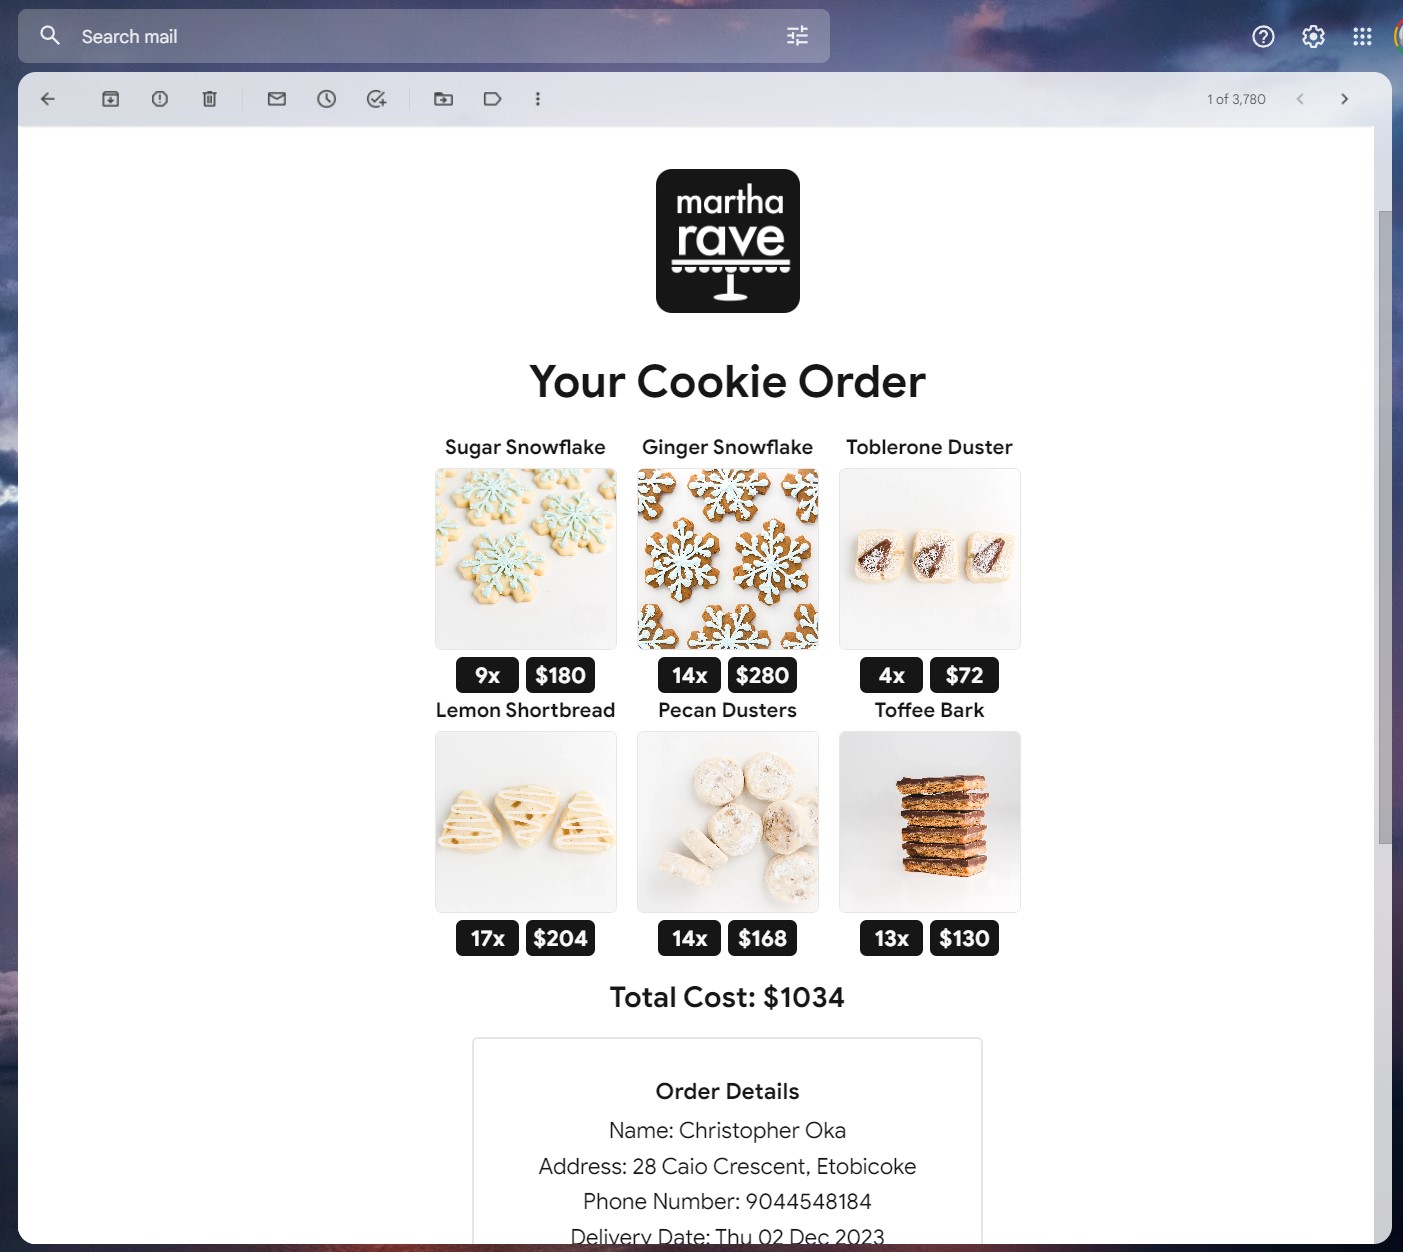 Search mail
1 of 3,780
martha
rave
Your Cookie Order
Sugar Snowflake
Ginger Snowflake
Toblerone Duster
9x $180
14x $280
4x $72
Lemon Shortbread
Pecan Dusters
Toffee Bark
17x $204
14x $168
13x $130
Total Cost: $1034
Order Details
Name: Christopher Oka
Address: 28 Caio Crescent, Etobicoke
Phone Number: 9044548184
Delivery Date: Thu 02 Dec 2023